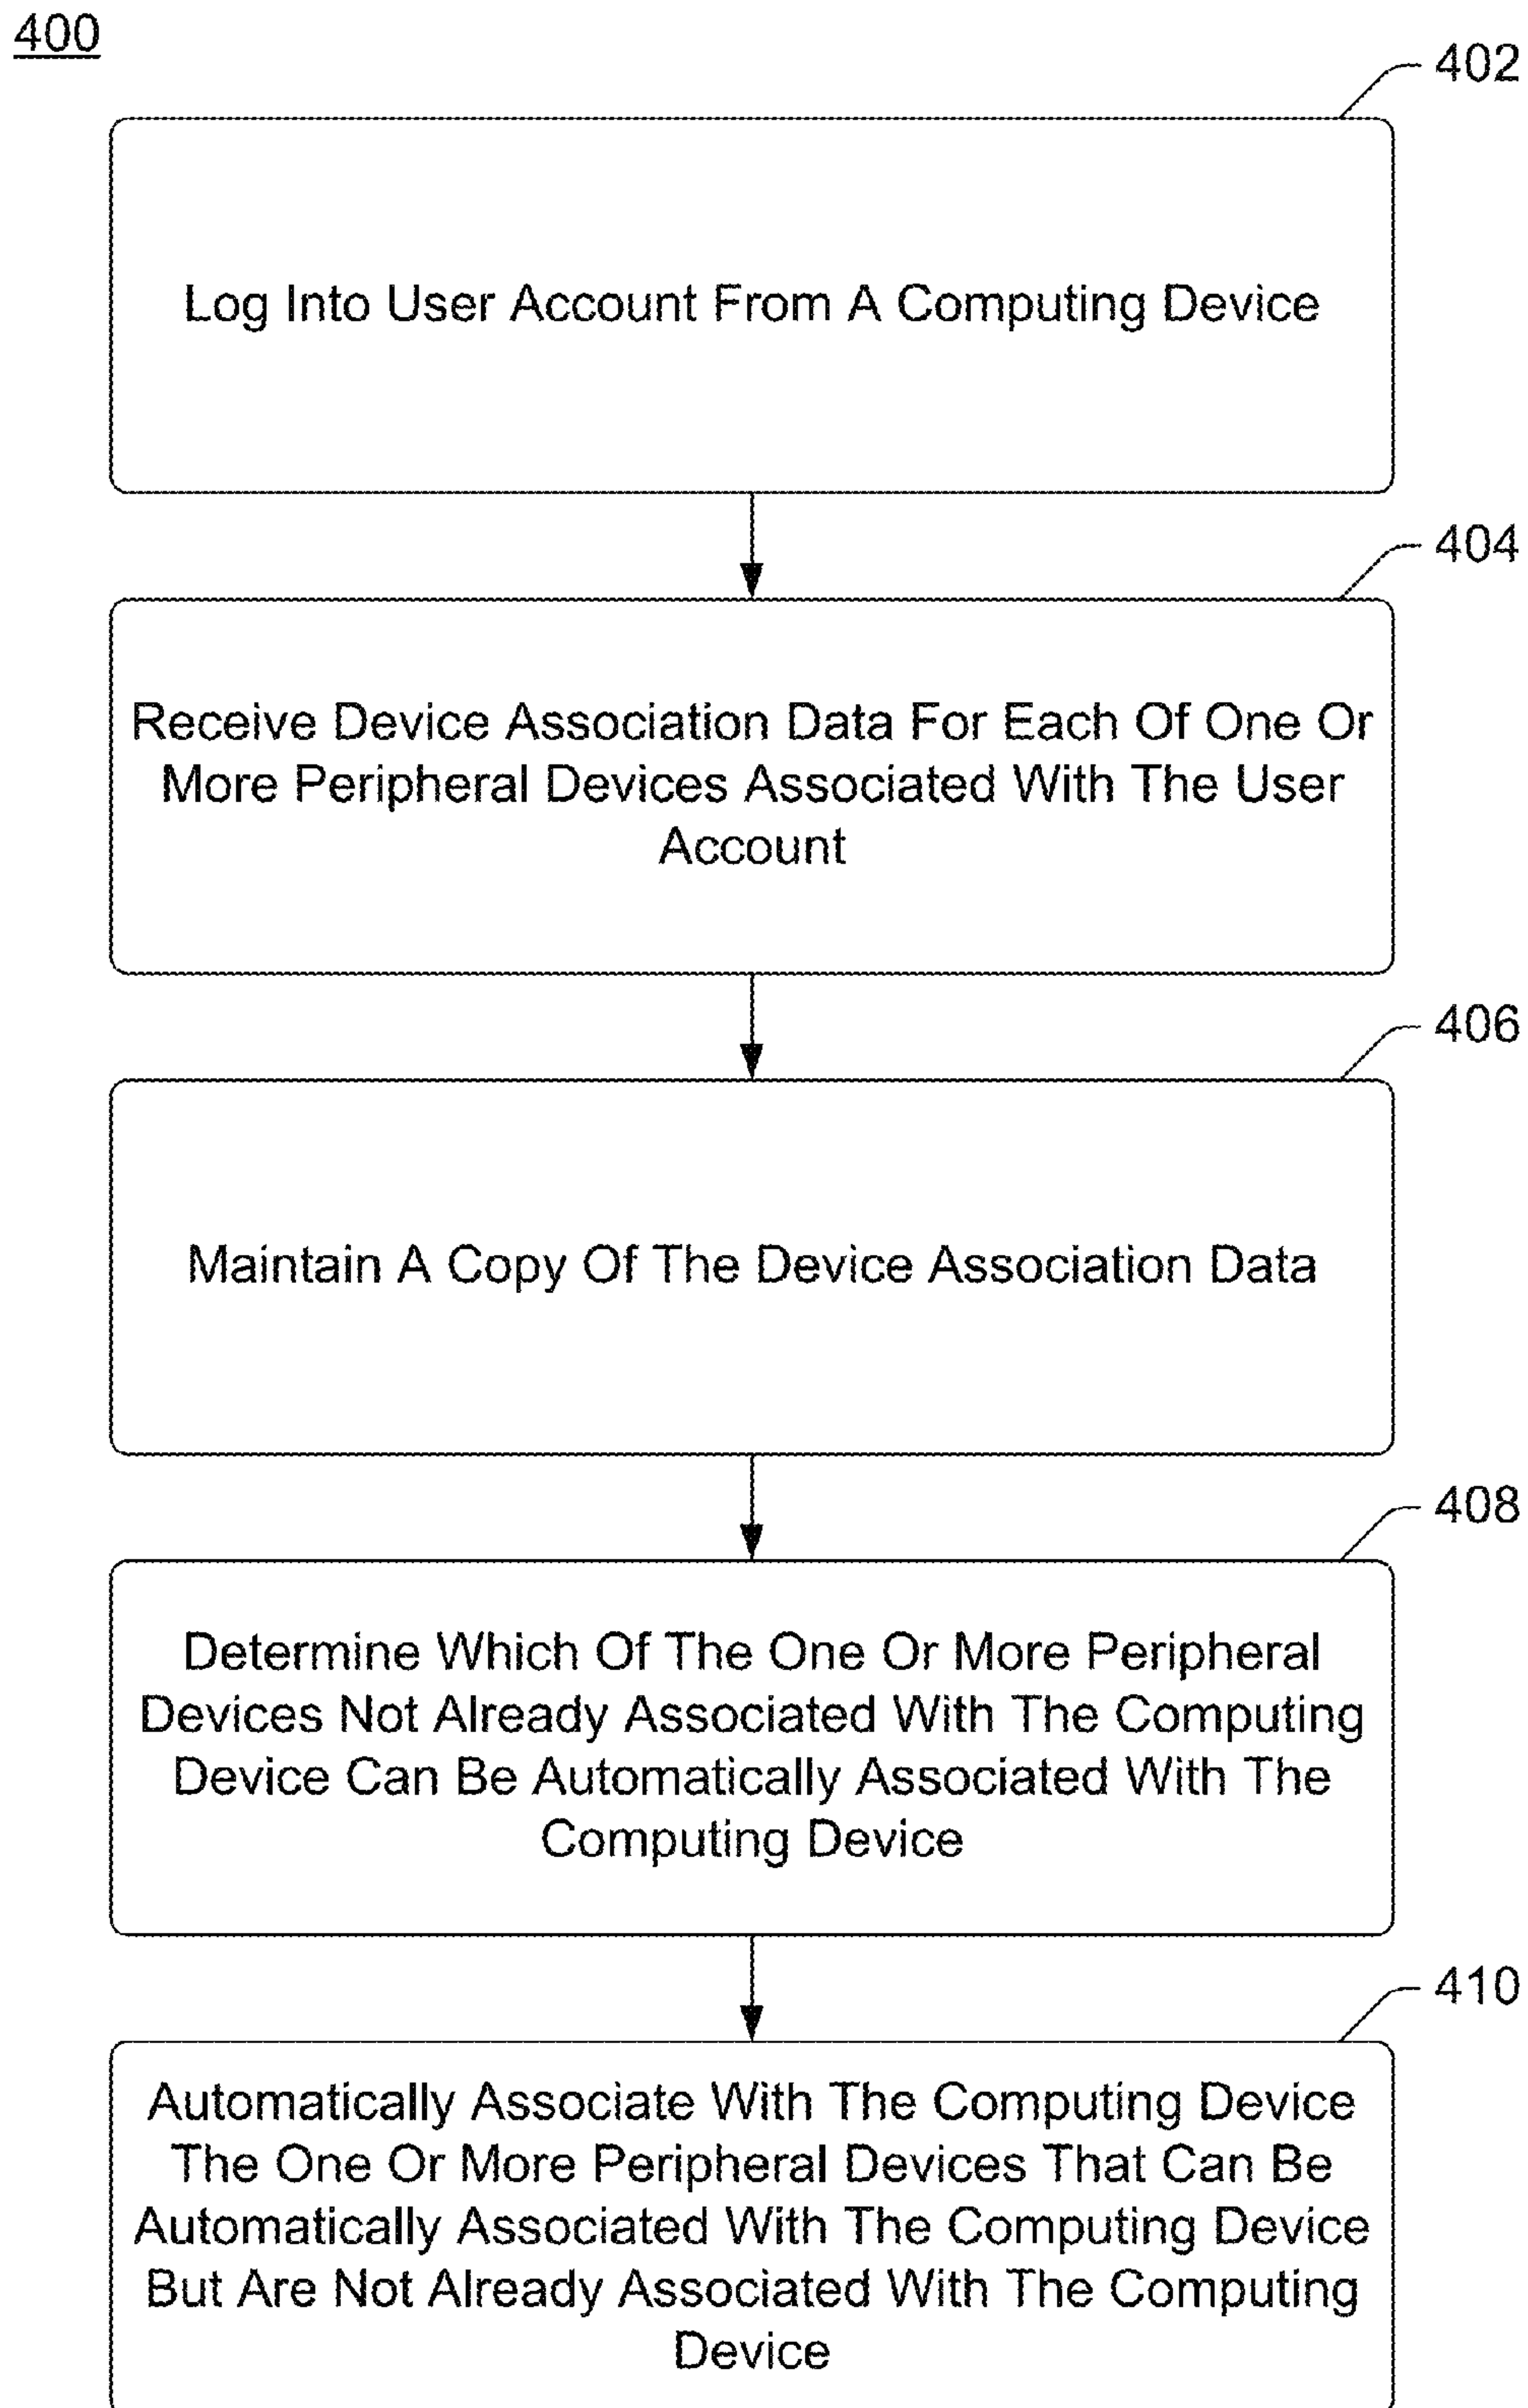 400
402
Log Into User Account From A Computing Device
404
Receive Device Association Data For Each Of One Or
More Peripheral Devices Associated With The User
Account
406
Maintain A Copy Of The Device Association Data
408
Determine Which Of The One Or More Peripheral
Devices Not Already Associated With The Computing
Device Can Be Automatically Associated With The
Computing Device
410
Automatically Associate With The Computing Device
The One Or More Peripheral Devices That Can Be
Automatically Associated With The Computing Device
But Are Not Already Associated With The Computing
Device